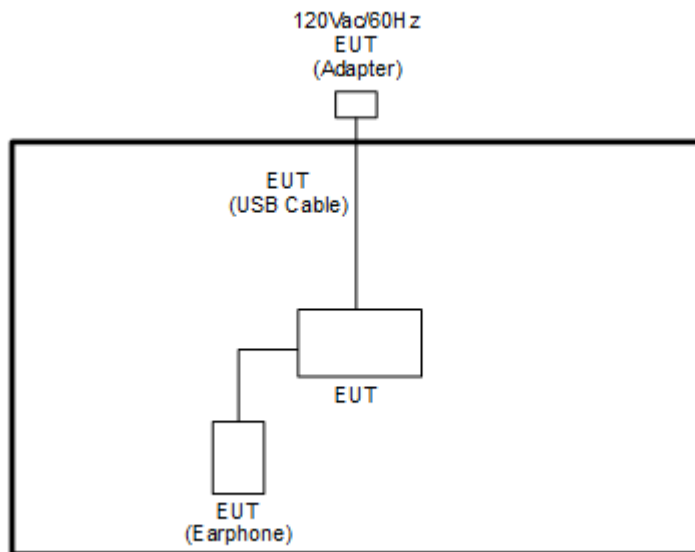 120Vac/60Hz
EUT
(Adapter)
EUT
(USB Cable)
EUT
EUT
(Earphone)